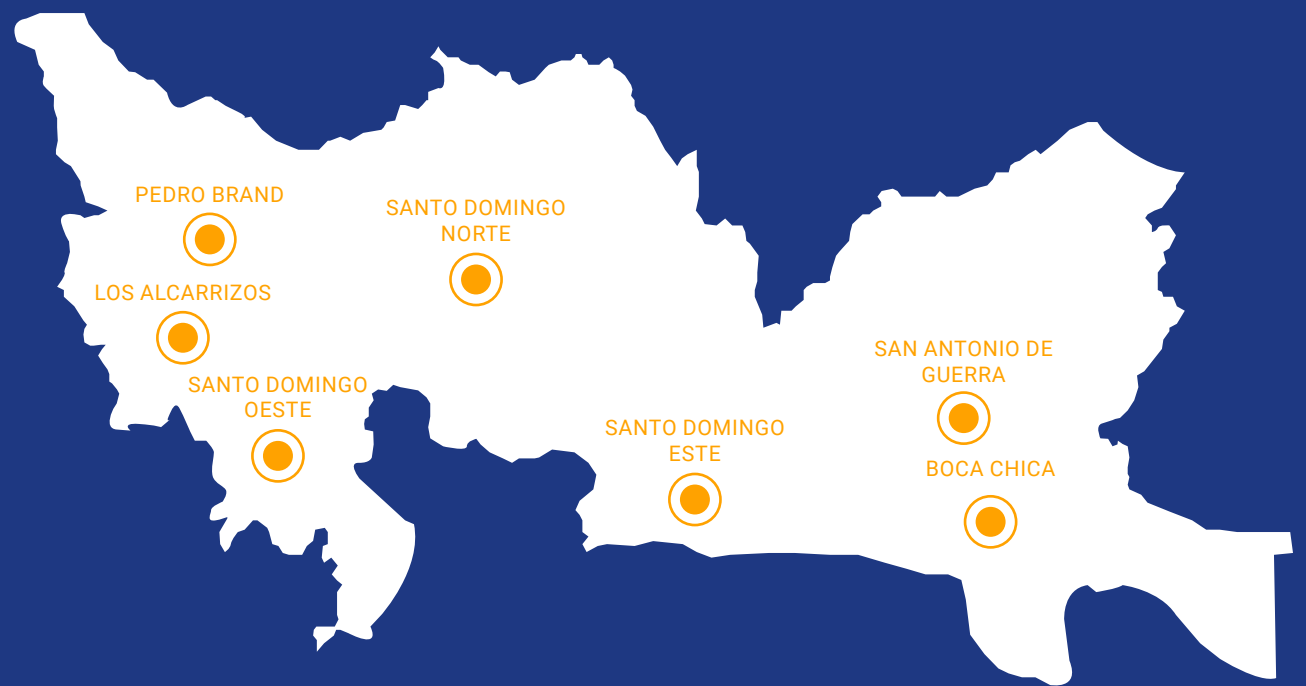 PEDRO BRAND
SANTO DOMINGO
NORTE
LOS ALCARRIZOS
SANTO DOMINGO
OESTE
SANTO DOMINGO
ESTE
SAN ANTONIO DE
GUERRA
BOCA CHICA